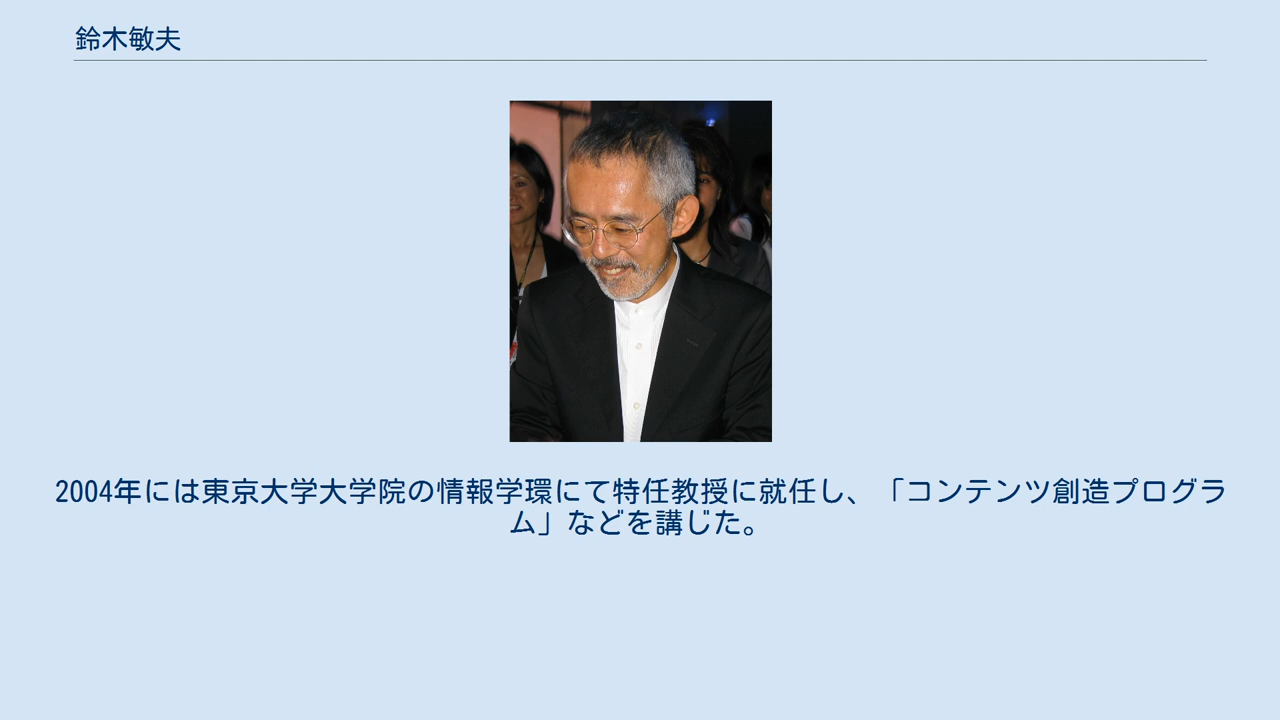 鈴木敏夫
2004年には東京大学大学院の情報学環にて特任教授に就任し、「コンテンツ創造プログラ
ム」などを講じた。